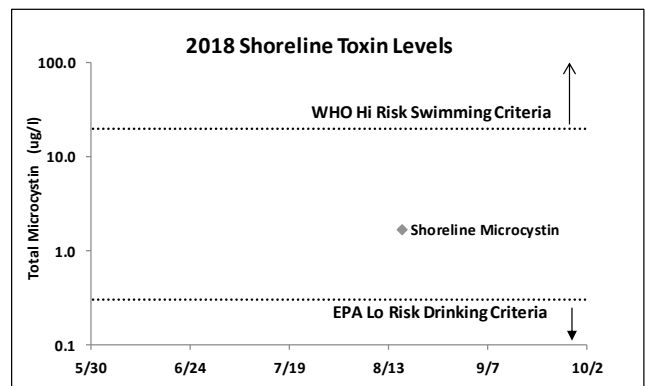 2018 Shoreline Toxin Levels
100.0
WHO Hi Risk Swimming Criteria
10.0
Total Microcystin (ug/l)
Shoreline Microcystin
1.0
EPA Lo Risk Drinking Criteria
0.1
5/30 6/24 7/19 8/13 9/7 10/2